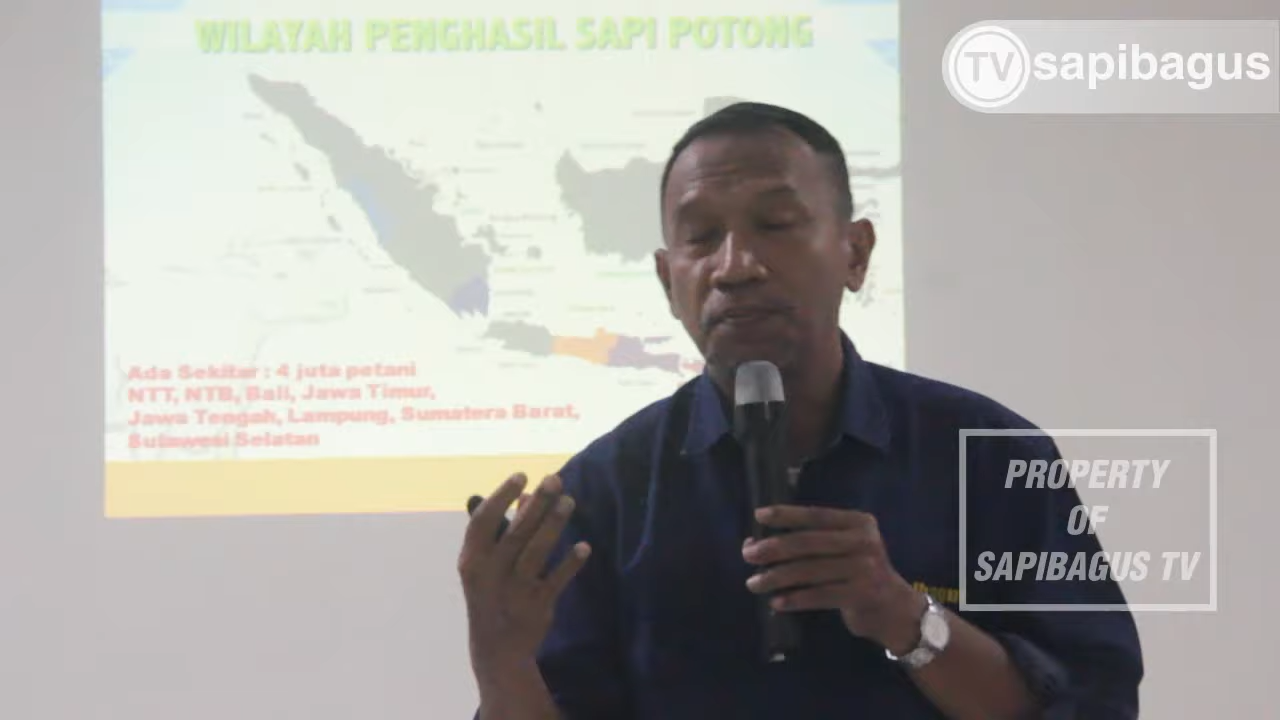 WILAYAH PENGHASIL SAPI POTONG
TV sapibagus
Ada Sekitar : 4 juta petani
NTT, NTB, Bali, Jawa Timur,
Jawa Tengah, Lampung, Sumatera Barat,
Sulawesi Selatan
PROPERTY
OF
SAPIBAGUS TV